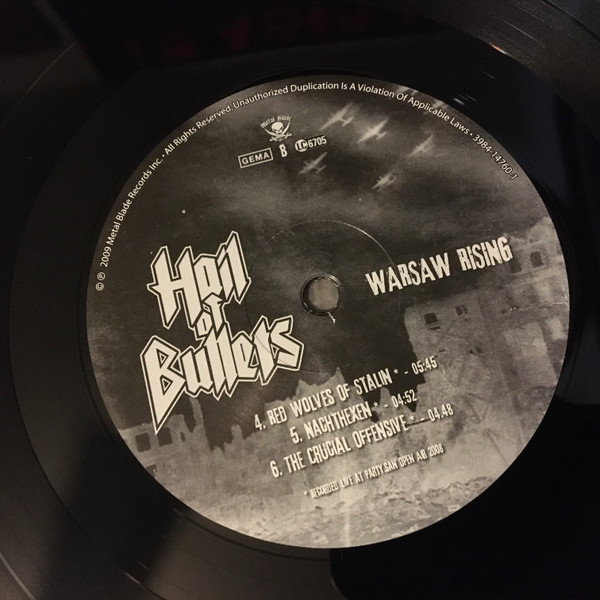 © ℗ 2009 Metal Blade Records Inc • All Rights Reserved. Unauthorized Duplication Is A Violation Of Applicable Laws • 3984-14760-1
Metal Blade
GEMA B LC 6705
Hail
of
Bullets
WARSAW RISING
4. RED WOLVES OF STALIN * - 05:45
5. NACHTHEXEN * - 04:52
6. THE CRUCIAL OFFENSIVE * - 04:48
* RECORDED LIVE AT PARTY.SAN OPEN AIR 2008